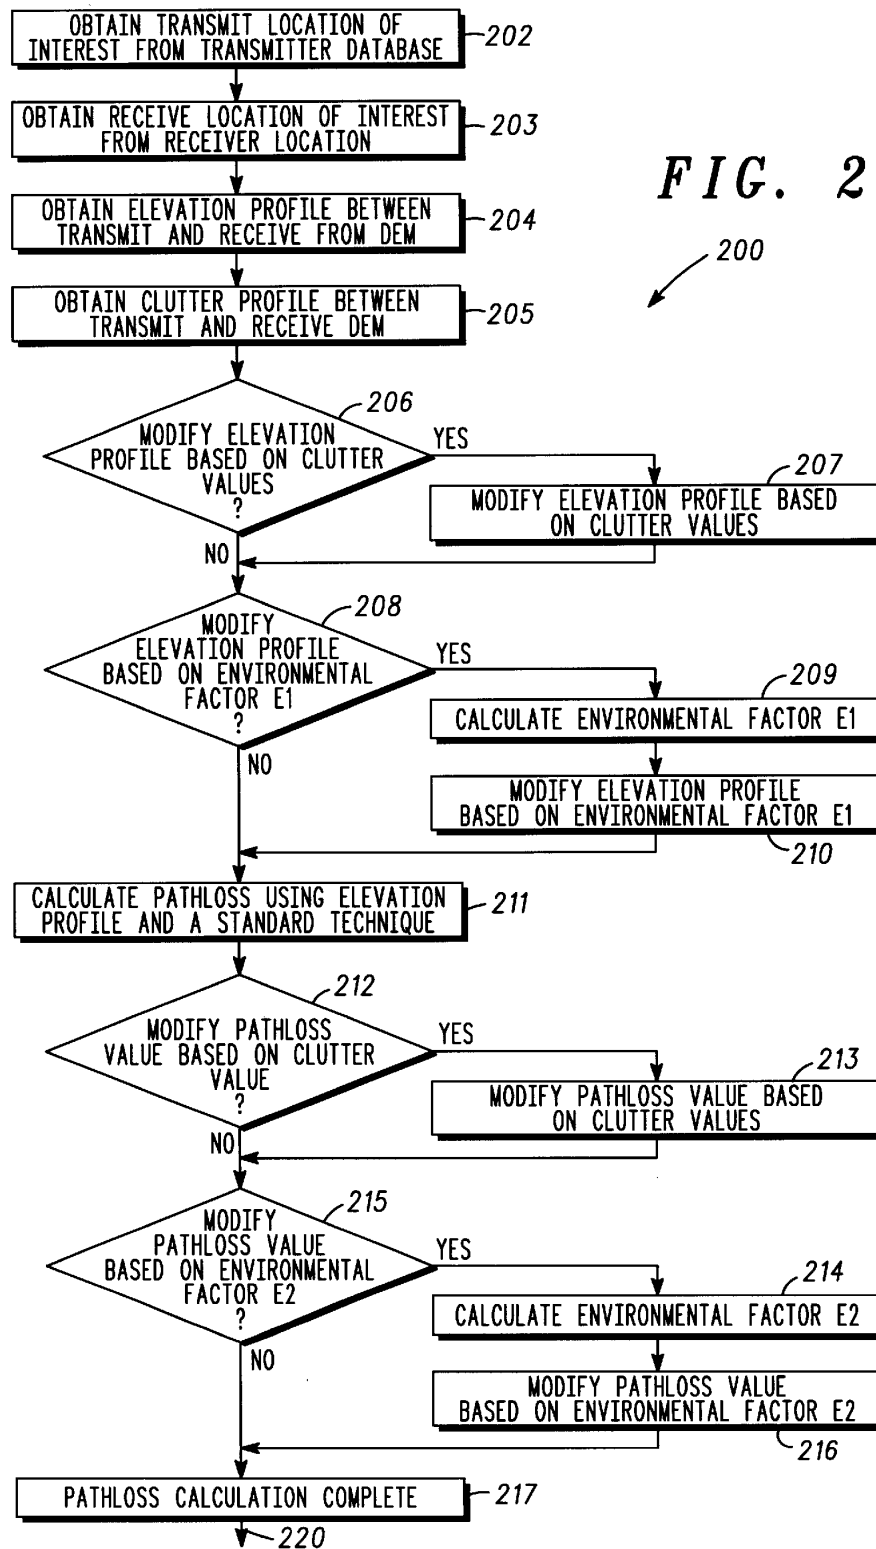 OBTAIN TRANSMIT LOCATION OF
INTEREST FROM TRANSMITTER DATABASE
202
OBTAIN RECEIVE LOCATION OF INTEREST
FROM RECEIVER LOCATION
203
FIG. 2
OBTAIN ELEVATION PROFILE BETWEEN
TRANSMIT AND RECEIVE FROM DEM
204
200
OBTAIN CLUTTER PROFILE BETWEEN
TRANSMIT AND RECEIVE DEM
205
206
MODIFY ELEVATION
PROFILE BASED ON CLUTTER
VALUES
?
YES
NO
207
MODIFY ELEVATION PROFILE BASED
ON CLUTTER VALUES
208
MODIFY
ELEVATION PROFILE
BASED ON ENVIRONMENTAL
FACTOR E1
?
YES
NO
209
CALCULATE ENVIRONMENTAL FACTOR E1
MODIFY ELEVATION PROFILE
BASED ON ENVIRONMENTAL FACTOR E1
210
CALCULATE PATHLOSS USING ELEVATION
PROFILE AND A STANDARD TECHNIQUE
211
212
MODIFY PATHLOSS
VALUE BASED ON CLUTTER
VALUE
?
YES
NO
213
MODIFY PATHLOSS VALUE BASED
ON CLUTTER VALUES
215
MODIFY
PATHLOSS VALUE
BASED ON ENVIRONMENTAL
FACTOR E2
?
YES
NO
214
CALCULATE ENVIRONMENTAL FACTOR E2
MODIFY PATHLOSS VALUE
BASED ON ENVIRONMENTAL FACTOR E2
216
PATHLOSS CALCULATION COMPLETE
217
220